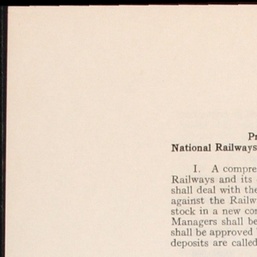 Pr
National Railways
I. A compre
Railways and its
shall deal with the
against the Railw
stock in a new cor
Managers shall be
shall be approved
deposits are called